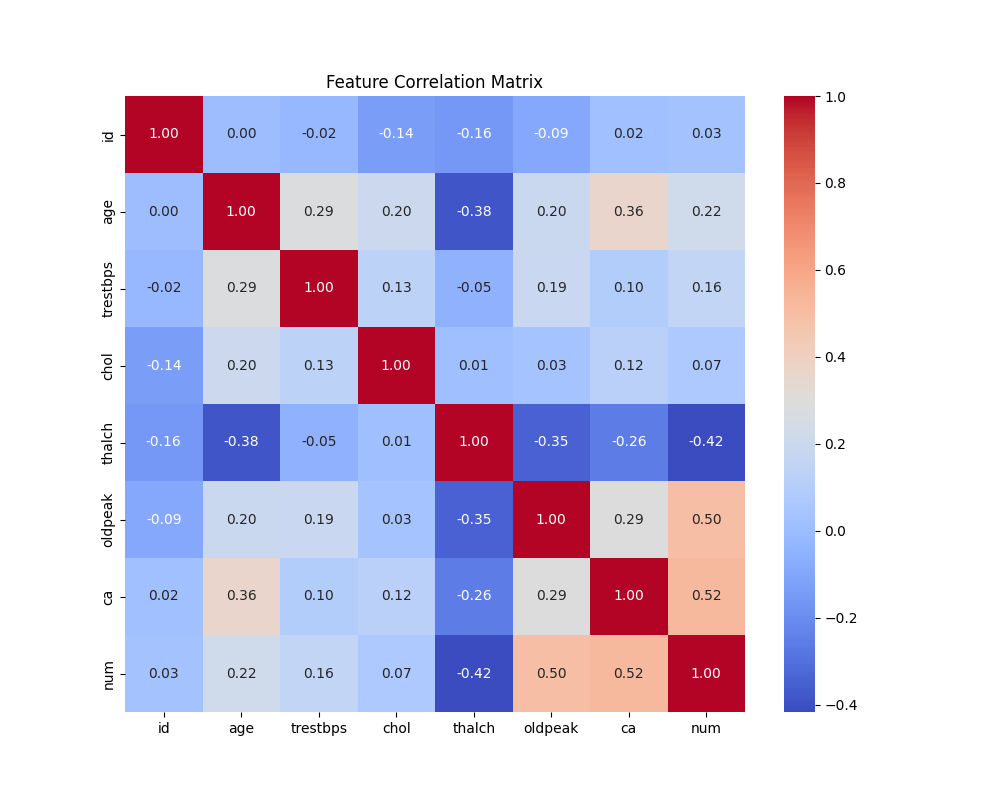 Feature Correlation Matrix
id 1.00 0.00 -0.02 -0.14 -0.16 -0.09 0.02 0.03
age 0.00 1.00 0.29 0.20 -0.38 0.20 0.36 0.22
trestbps -0.02 0.29 1.00 0.13 -0.05 0.19 0.10 0.16
chol -0.14 0.20 0.13 1.00 0.01 0.03 0.12 0.07
thalch -0.16 -0.38 -0.05 0.01 1.00 -0.35 -0.26 -0.42
oldpeak -0.09 0.20 0.19 0.03 -0.35 1.00 0.29 0.50
ca 0.02 0.36 0.10 0.12 -0.26 0.29 1.00 0.52
num 0.03 0.22 0.16 0.07 -0.42 0.50 0.52 1.00
id age trestbps chol thalch oldpeak ca num
1.0
0.8
0.6
0.4
0.2
0.0
−0.2
−0.4